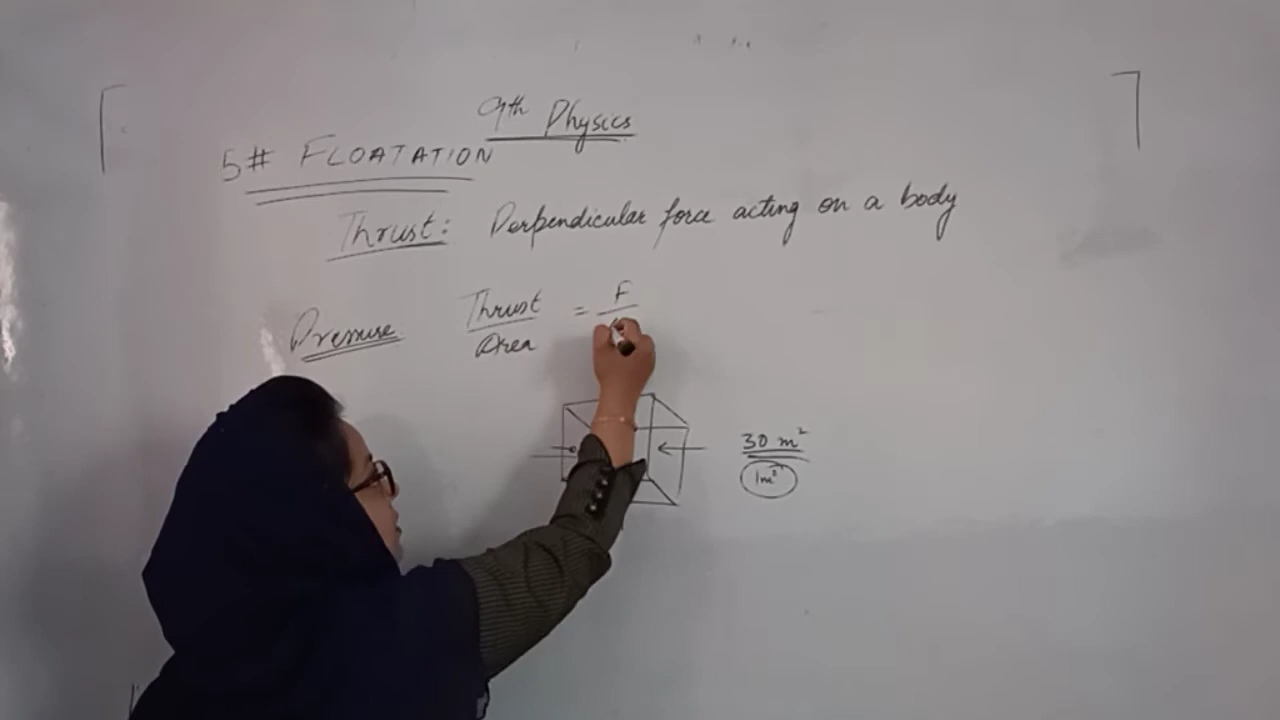 9th Physics
5# FLOATATION
Thrust: Perpendicular force acting on a body
Pressure Thrust = F
Area
30 m²
1m²